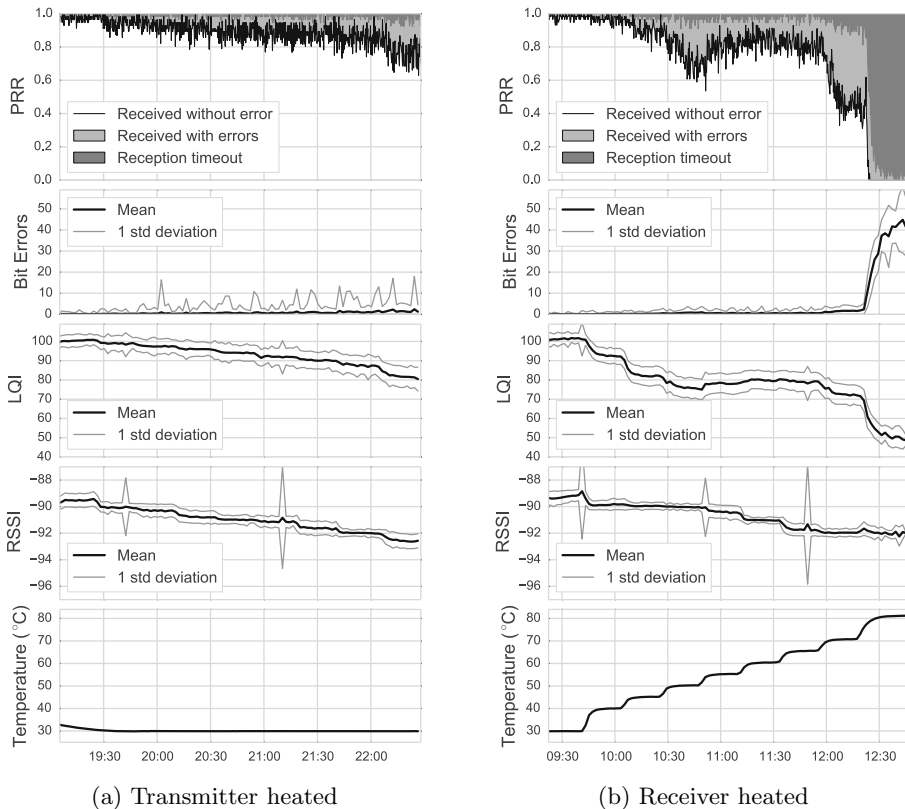 PRR
1.0
0.8
0.6
0.4
0.2
0.0
Received without error
Received with errors
Reception timeout
Bit Errors
50
40
30
20
10
0
Mean
1 std deviation
LQI
100
90
80
70
60
50
40
Mean
1 std deviation
RSSI
−88
−90
−92
−94
−96
Mean
1 std deviation
Temperature (°C)
80
70
60
50
40
30
19:30 20:00 20:30 21:00 21:30 22:00
(a) Transmitter heated
PRR
1.0
0.8
0.6
0.4
0.2
0.0
Received without error
Received with errors
Reception timeout
Bit Errors
50
40
30
20
10
0
Mean
1 std deviation
LQI
100
90
80
70
60
50
40
Mean
1 std deviation
RSSI
−88
−90
−92
−94
−96
Mean
1 std deviation
Temperature (°C)
80
70
60
50
40
30
09:30 10:00 10:30 11:00 11:30 12:00 12:30
(b) Receiver heated